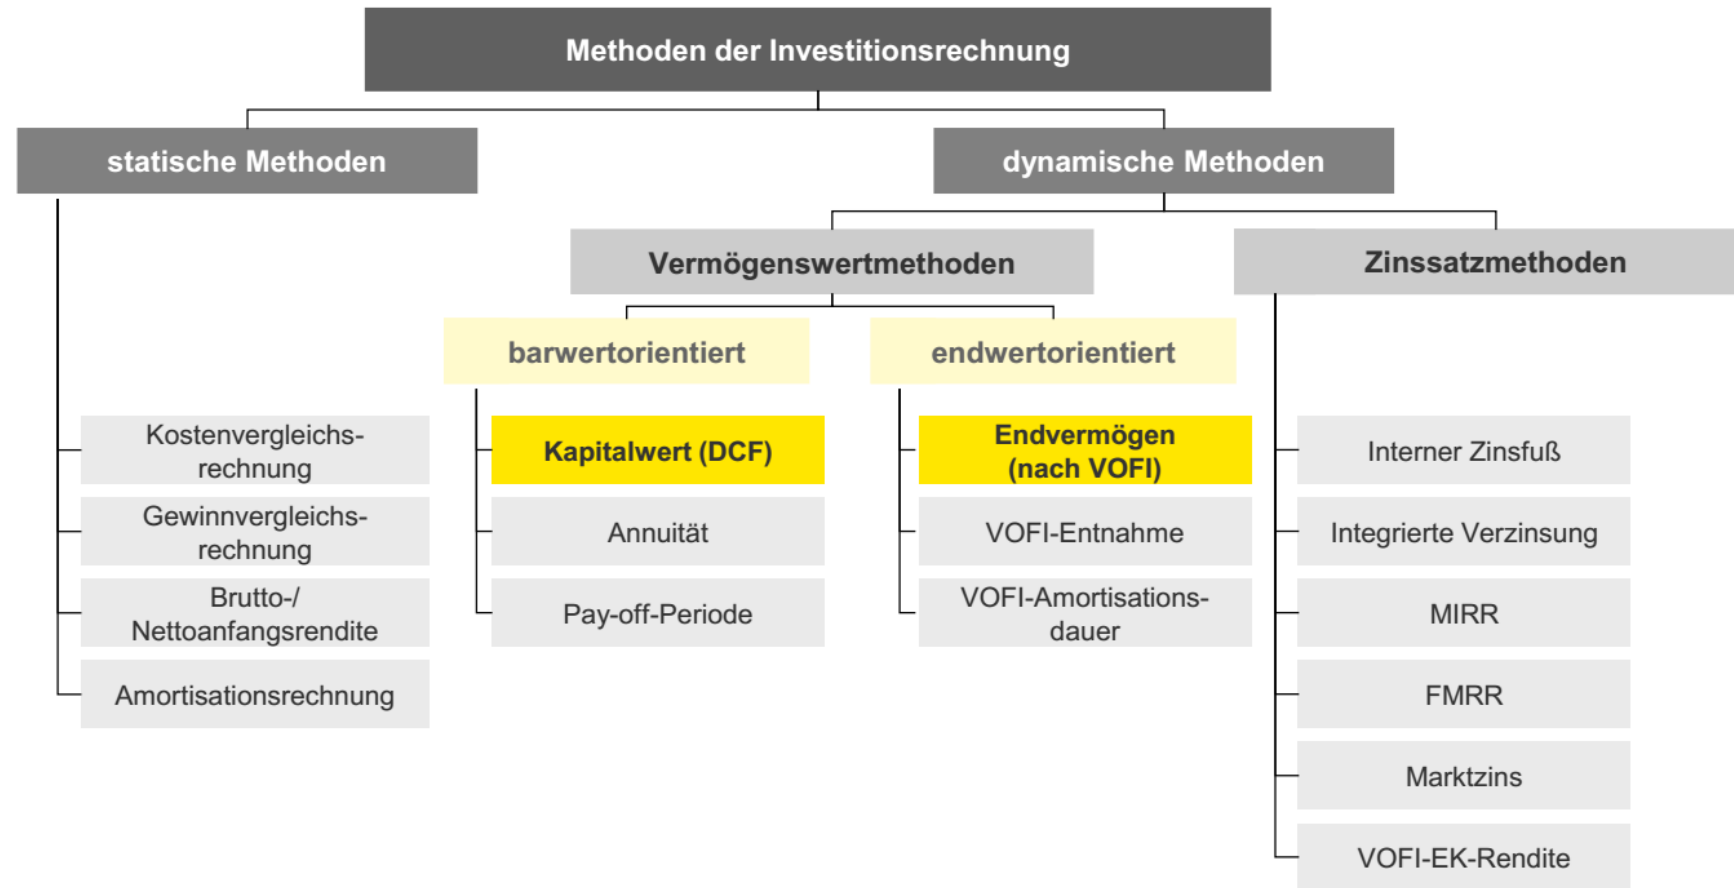 Methoden der Investitionsrechnung
statische Methoden
dynamische Methoden
Vermögenswertmethoden
Zinssatzmethoden
barwertorientiert
endwertorientiert
Kostenvergleichs-
rechnung
Gewinnvergleichs-
rechnung
Brutto-/
Nettoanfangsrendite
Amortisationsrechnung
Kapitalwert (DCF)
Annuität
Pay-off-Periode
Endvermögen
(nach VOFI)
VOFI-Entnahme
VOFI-Amortisations-
dauer
Interner Zinsfuß
Integrierte Verzinsung
MIRR
FMRR
Marktzins
VOFI-EK-Rendite